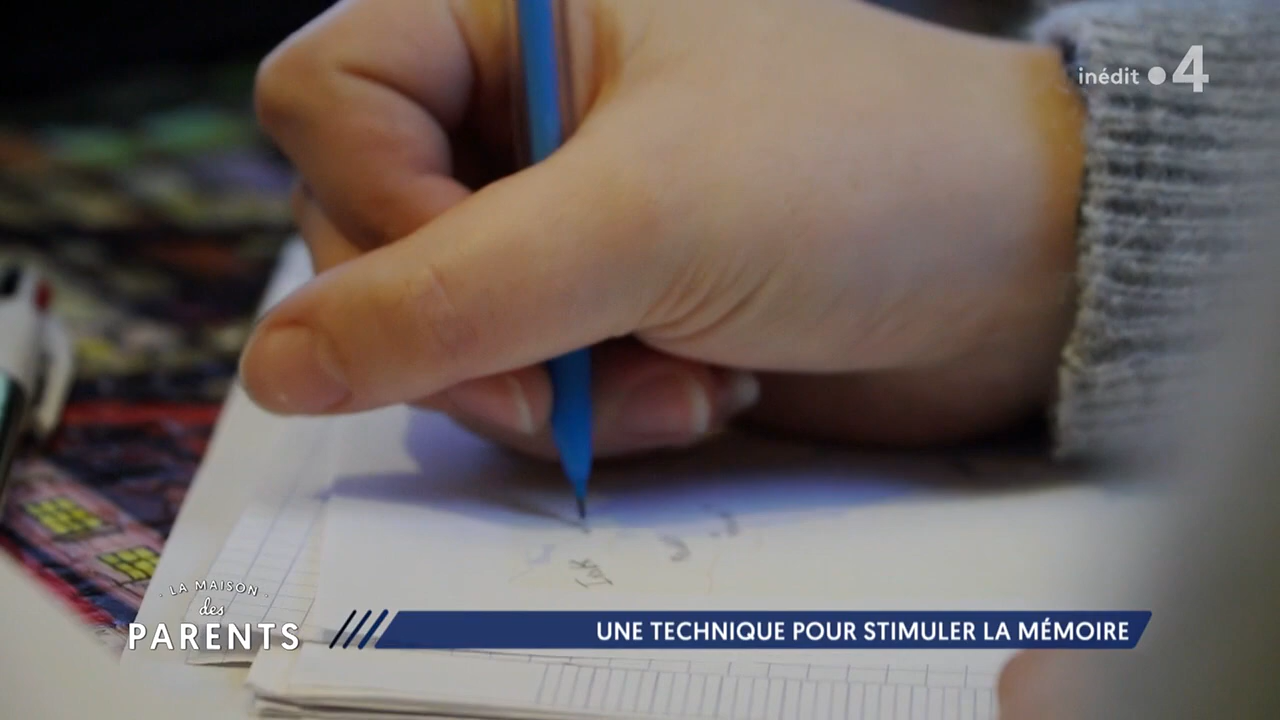 inédit 4
· LA MAISON ·
des
PARENTS
UNE TECHNIQUE POUR STIMULER LA MÉMOIRE